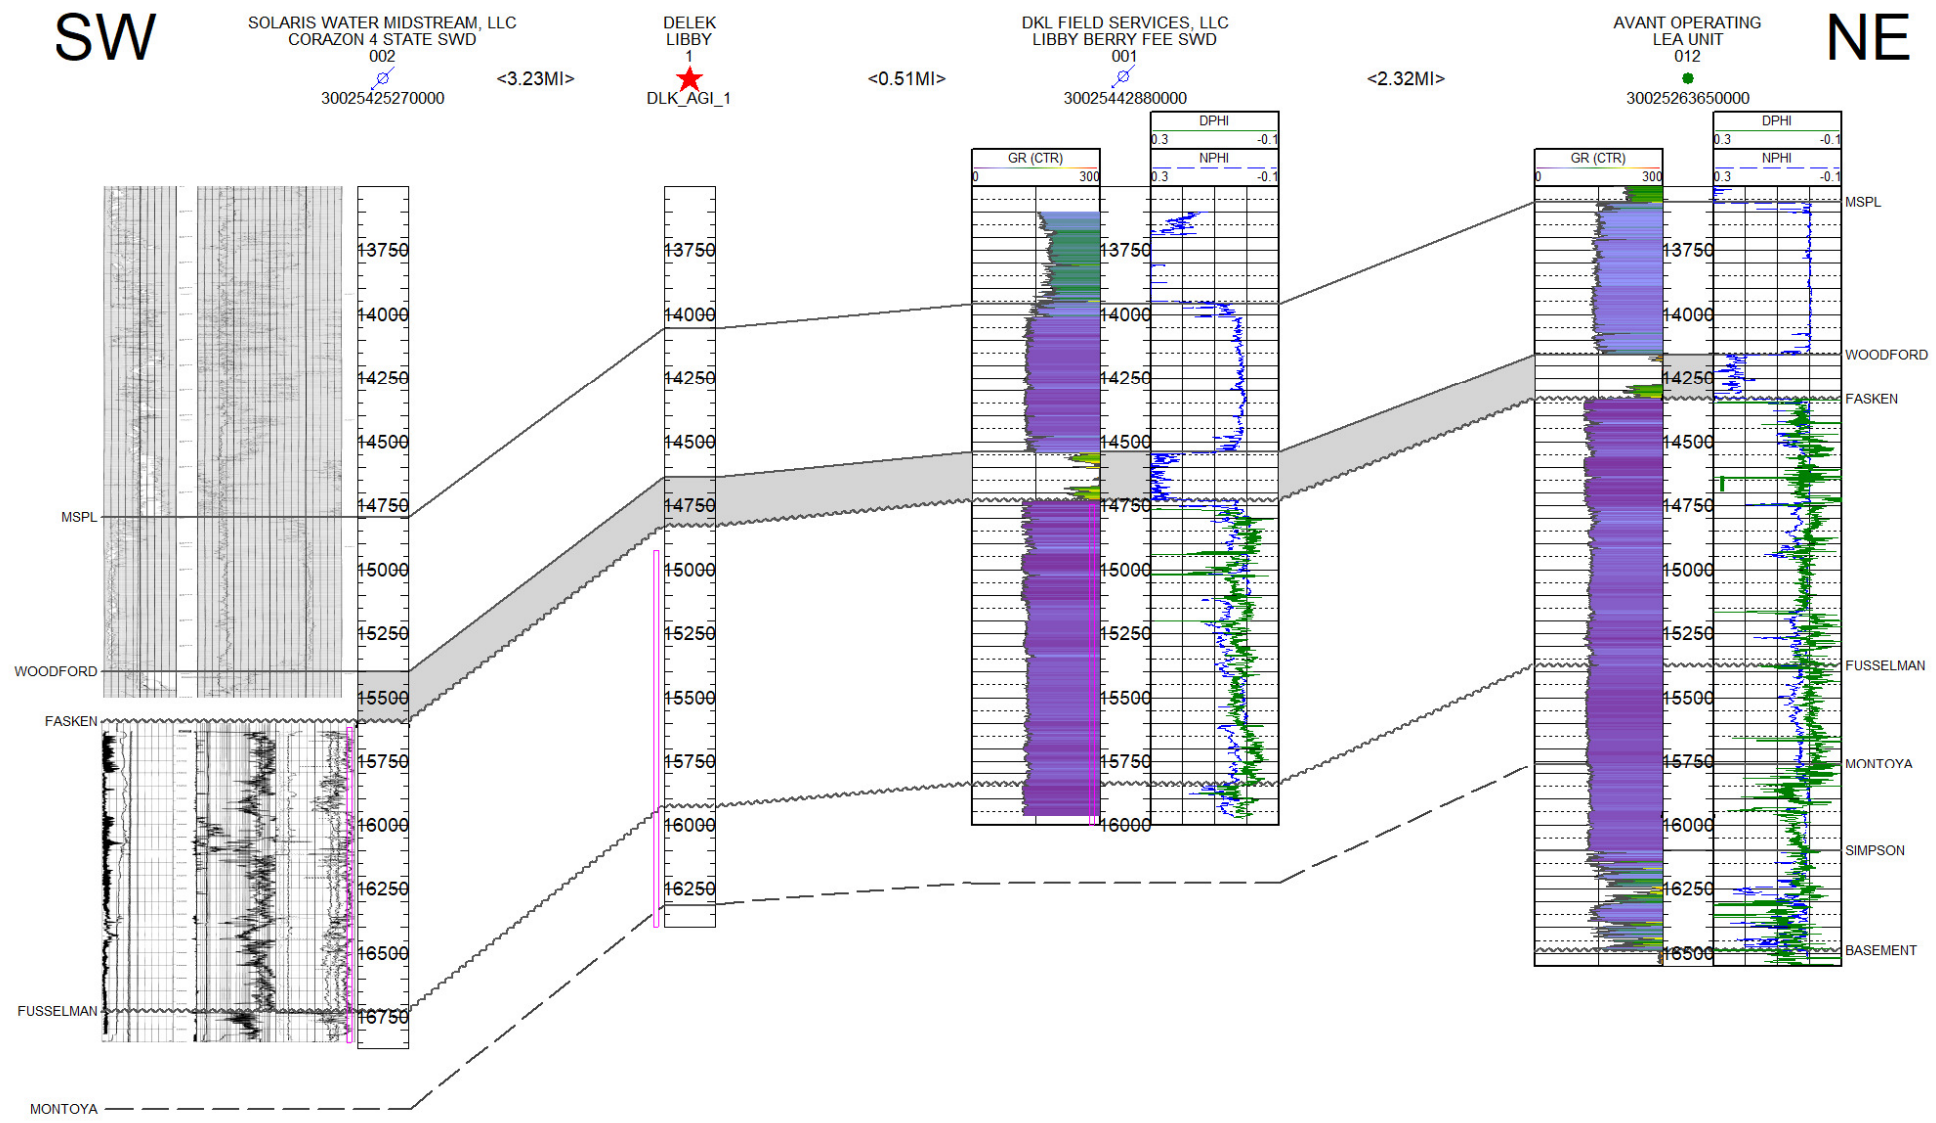 SW
SOLARIS WATER MIDSTREAM, LLC
CORAZON 4 STATE SWD
002
30025425270000
<3.23MI>
DELEK
LIBBY
1
DLK_AGI_1
<0.51MI>
DKL FIELD SERVICES, LLC
LIBBY BERRY FEE SWD
001
30025442880000
<2.32MI>
AVANT OPERATING
LEA UNIT
012
30025263650000
NE
DPHI
0.3 -0.1
GR (CTR)
0 300
NPHI
0.3 -0.1
DPHI
0.3 -0.1
GR (CTR)
0 300
NPHI
0.3 -0.1
13750
14000
14250
14500
14750
15000
15250
15500
15750
16000
16250
16500
16750
MSPL
WOODFORD
FASKEN
FUSSELMAN
MONTOYA
13750
14000
14250
14500
14750
15000
15250
15500
15750
16000
16250
13750
14000
14250
14500
14750
15000
15250
15500
15750
16000
13750
14000
14250
14500
14750
15000
15250
15500
15750
16000
16250
16500
MSPL
WOODFORD
FASKEN
FUSSELMAN
MONTOYA
SIMPSON
BASEMENT